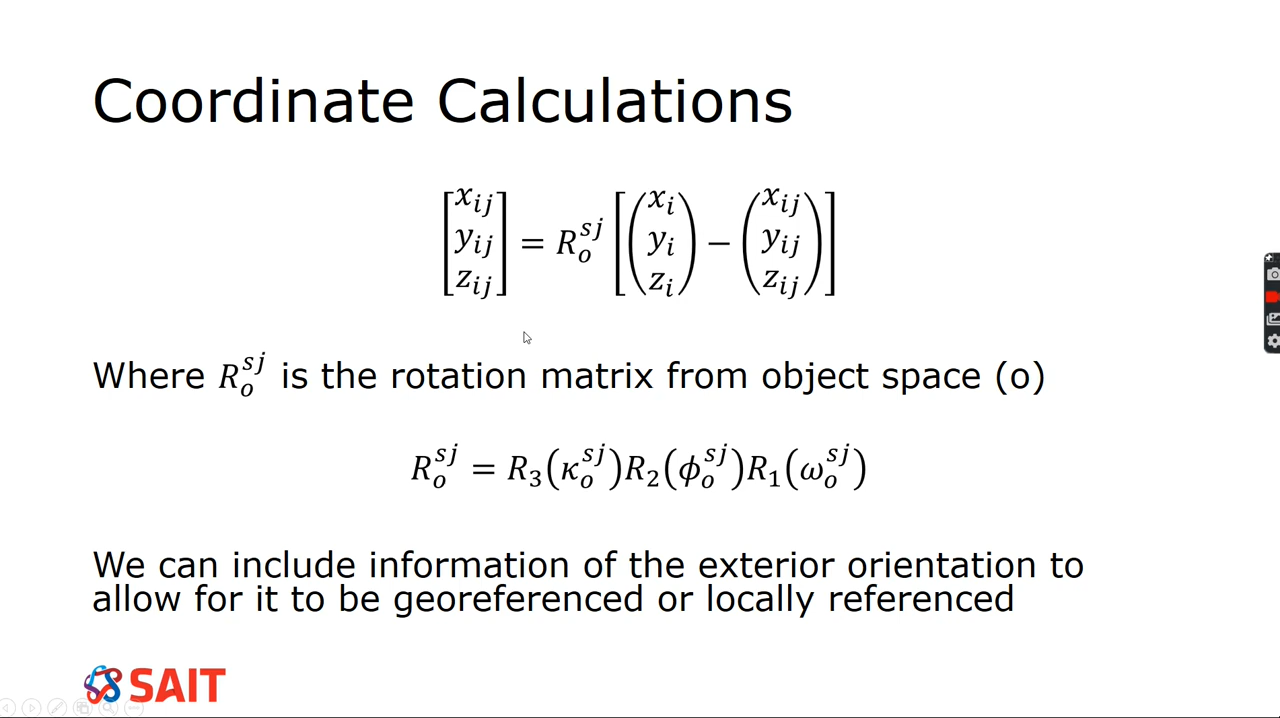 Coordinate Calculations
[x_ij y_ij z_ij] = R_o^sj [(x_i y_i z_i) − (x_ij y_ij z_ij)]
Where R_o^sj is the rotation matrix from object space (o)
R_o^sj = R_3(κ_o^sj)R_2(ϕ_o^sj)R_1(ω_o^sj)
We can include information of the exterior orientation to
allow for it to be georeferenced or locally referenced
SAIT